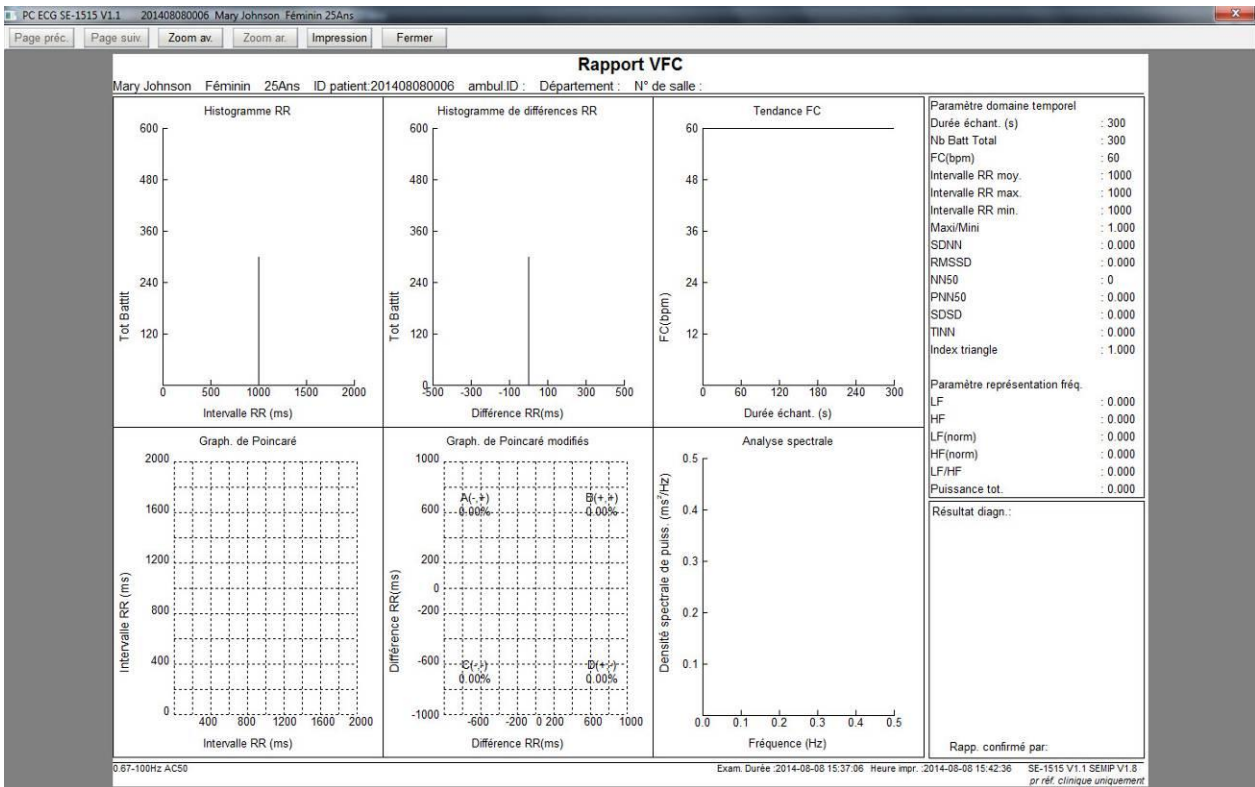 PC ECG SE-1515 V1.1 201408080006 Mary Johnson Féminin 25Ans
Page préc. Page suiv. Zoom av. Zoom ar. Impression Fermer
Rapport VFC
Mary Johnson Féminin 25Ans ID patient:201408080006 ambul.ID : Département : N° de salle :
Histogramme RR
600
480
360
240
120
Tot Battit
0 500 1000 1500 2000
Intervalle RR (ms)
Histogramme de différences RR
600
480
360
240
120
0
Tot Battit
-500 -300 -100 100 300 500
Différence RR(ms)
Tendance FC
60
48
36
24
12
FC(bpm)
0 60 120 180 240 300
Durée échant. (s)
Paramètre domaine temporel
Durée échant. (s) : 300
Nb Batt Total : 300
FC(bpm) : 60
Intervalle RR moy. : 1000
Intervalle RR max. : 1000
Intervalle RR min. : 1000
Maxi/Mini : 1.000
SDNN : 0.000
RMSSD : 0.000
NN50 : 0
PNN50 : 0.000
SDSD : 0.000
TINN : 0.000
Index triangle : 1.000
Paramètre représentation fréq.
LF : 0.000
HF : 0.000
LF(norm) : 0.000
HF(norm) : 0.000
LF/HF : 0.000
Puissance tot. : 0.000
Graph. de Poincaré
2000
1600
1200
800
400
0
Intervalle RR (ms)
400 800 1200 1600 2000
Intervalle RR (ms)
Graph. de Poincaré modifiés
1000
600
200
0
-200
-600
-1000
Différence RR(ms)
A(-,+) B(+,+)
0.00% 0.00%
C(-,-) D(+,-)
0.00% 0.00%
-600 -200 0 200 600 1000
Différence RR(ms)
Analyse spectrale
0.5
0.4
0.3
0.2
0.1
Densité spectrale de puiss. (ms²/Hz)
0.0 0.1 0.2 0.3 0.4 0.5
Fréquence (Hz)
Résultat diagn.:
Rapp. confirmé par:
0.67-100Hz AC50 Exam. Durée :2014-08-08 15:37:06 Heure impr. :2014-08-08 15:42:36 SE-1515 V1.1 SEMIP V1.8
pr réf. clinique uniquement